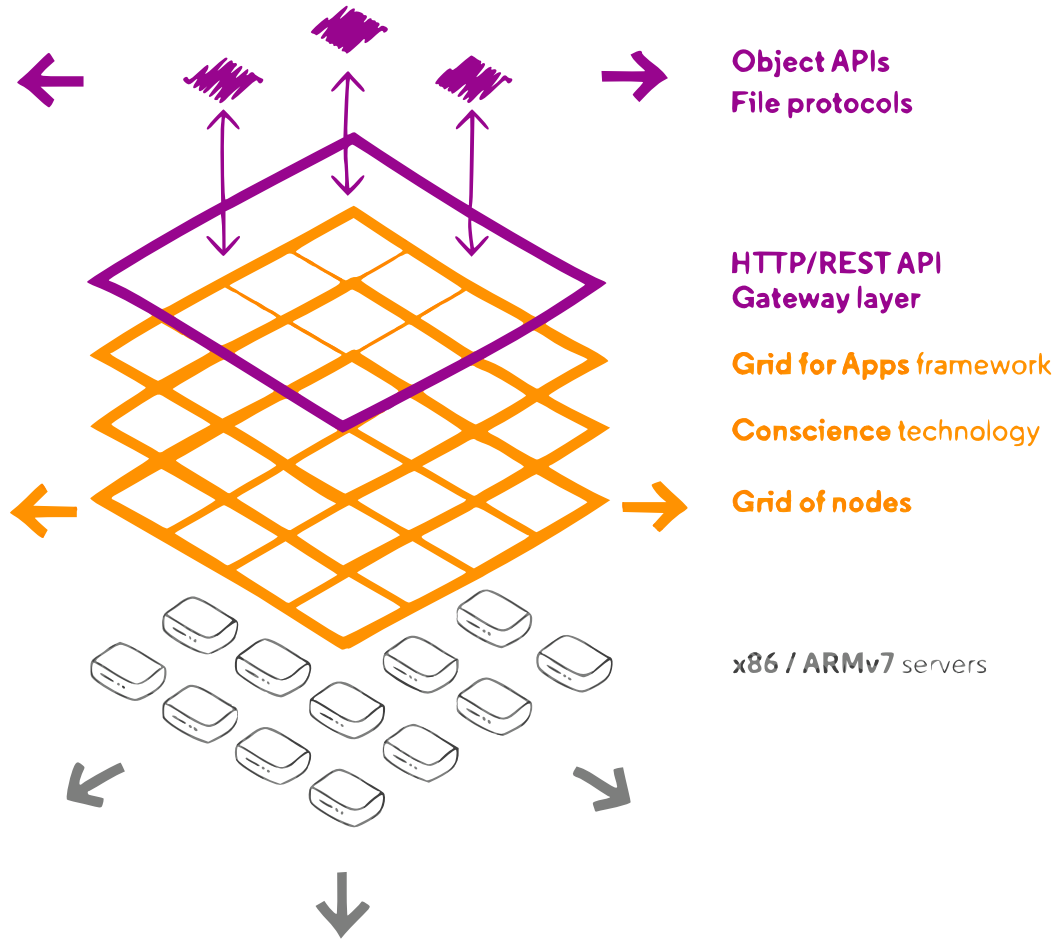 Object APIs
File protocols
HTTP/REST API
Gateway layer
Grid for Apps framework
Conscience technology
Grid of nodes
x86 / ARMv7 servers